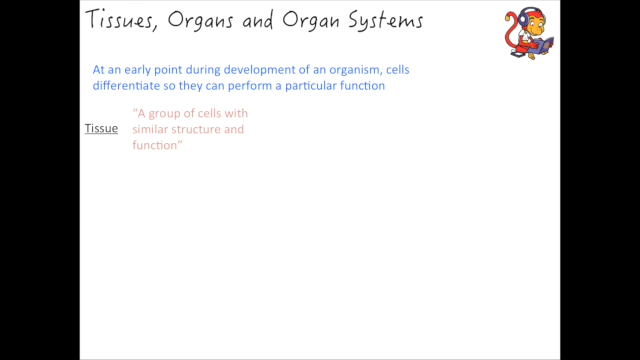 Tissues, Organs and Organ Systems
At an early point during development of an organism, cells
differentiate so they can perform a particular function
Tissue
"A group of cells with
similar structure and
function"